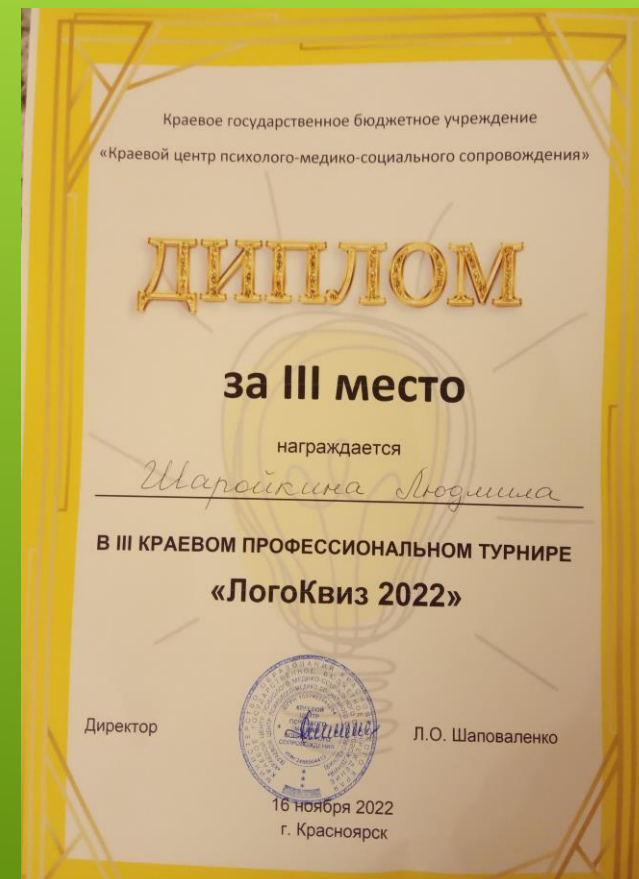 Краевое государственное бюджетное учреждение
«Краевой центр психолого-медико-социального сопровождения»
ДИПЛОМ
за III место
награждается
Шаройкина Людмила
В III КРАЕВОМ ПРОФЕССИОНАЛЬНОМ ТУРНИРЕ
«ЛогоКвиз 2022»
Директор
Л.О. Шаповаленко
16 ноября 2022
г. Красноярск